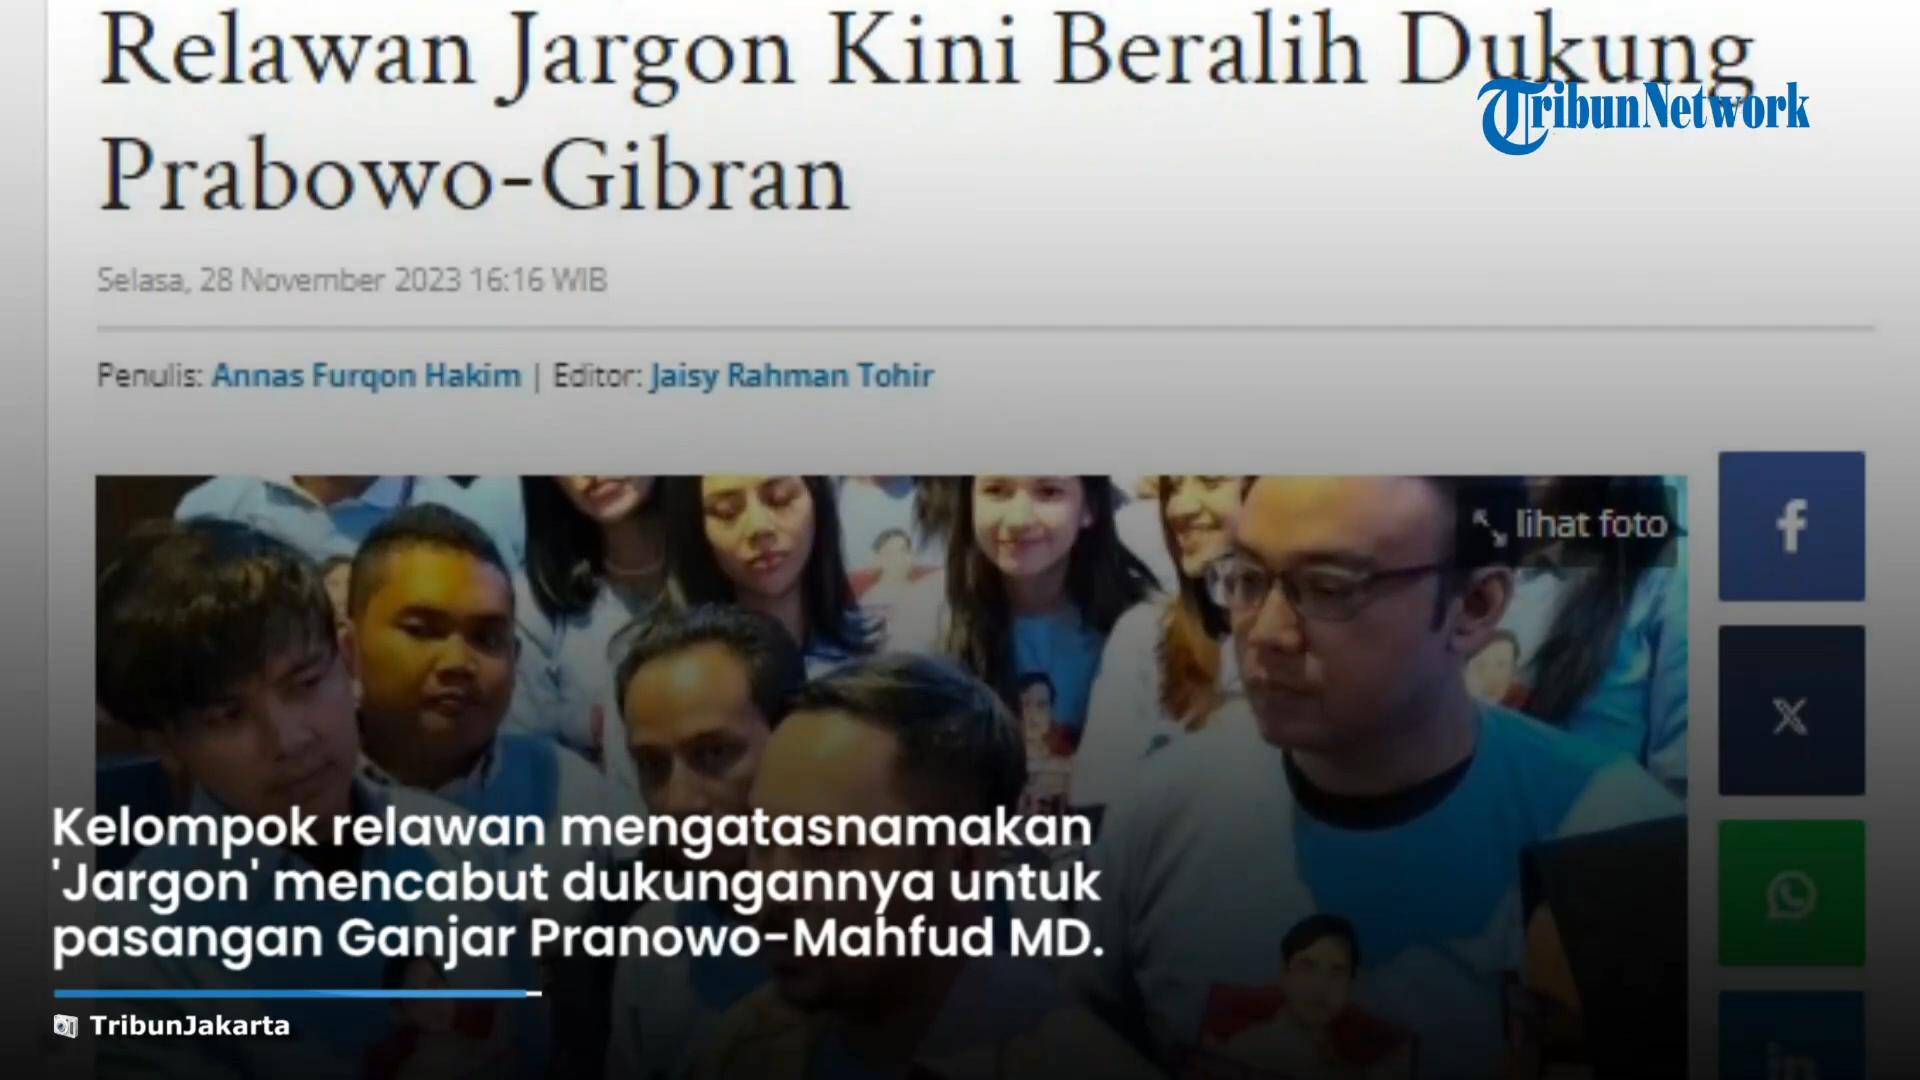 Relawan Jargon Kini Beralih Dukung
Prabowo-Gibran
TribunNetwork
Selasa, 28 November 2023 16:16 WIB
Penulis: Annas Furqon Hakim | Editor: Jaisy Rahman Tohir
lihat foto
Kelompok relawan mengatasnamakan
'Jargon' mencabut dukungannya untuk
pasangan Ganjar Pranowo-Mahfud MD.
TribunJakarta